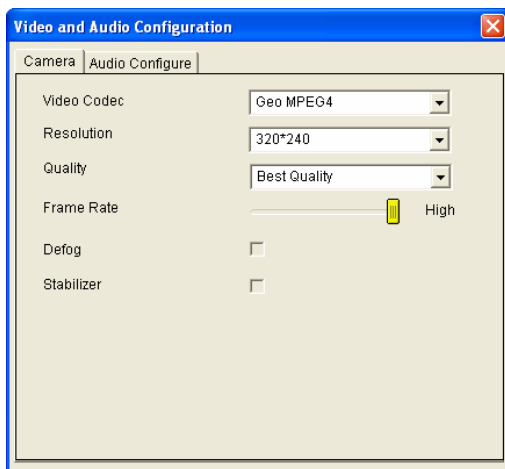 Video and Audio Configuration
Camera Audio Configure
Video Codec Geo MPEG4
Resolution 320*240
Quality Best Quality
Frame Rate High
Defog
Stabilizer